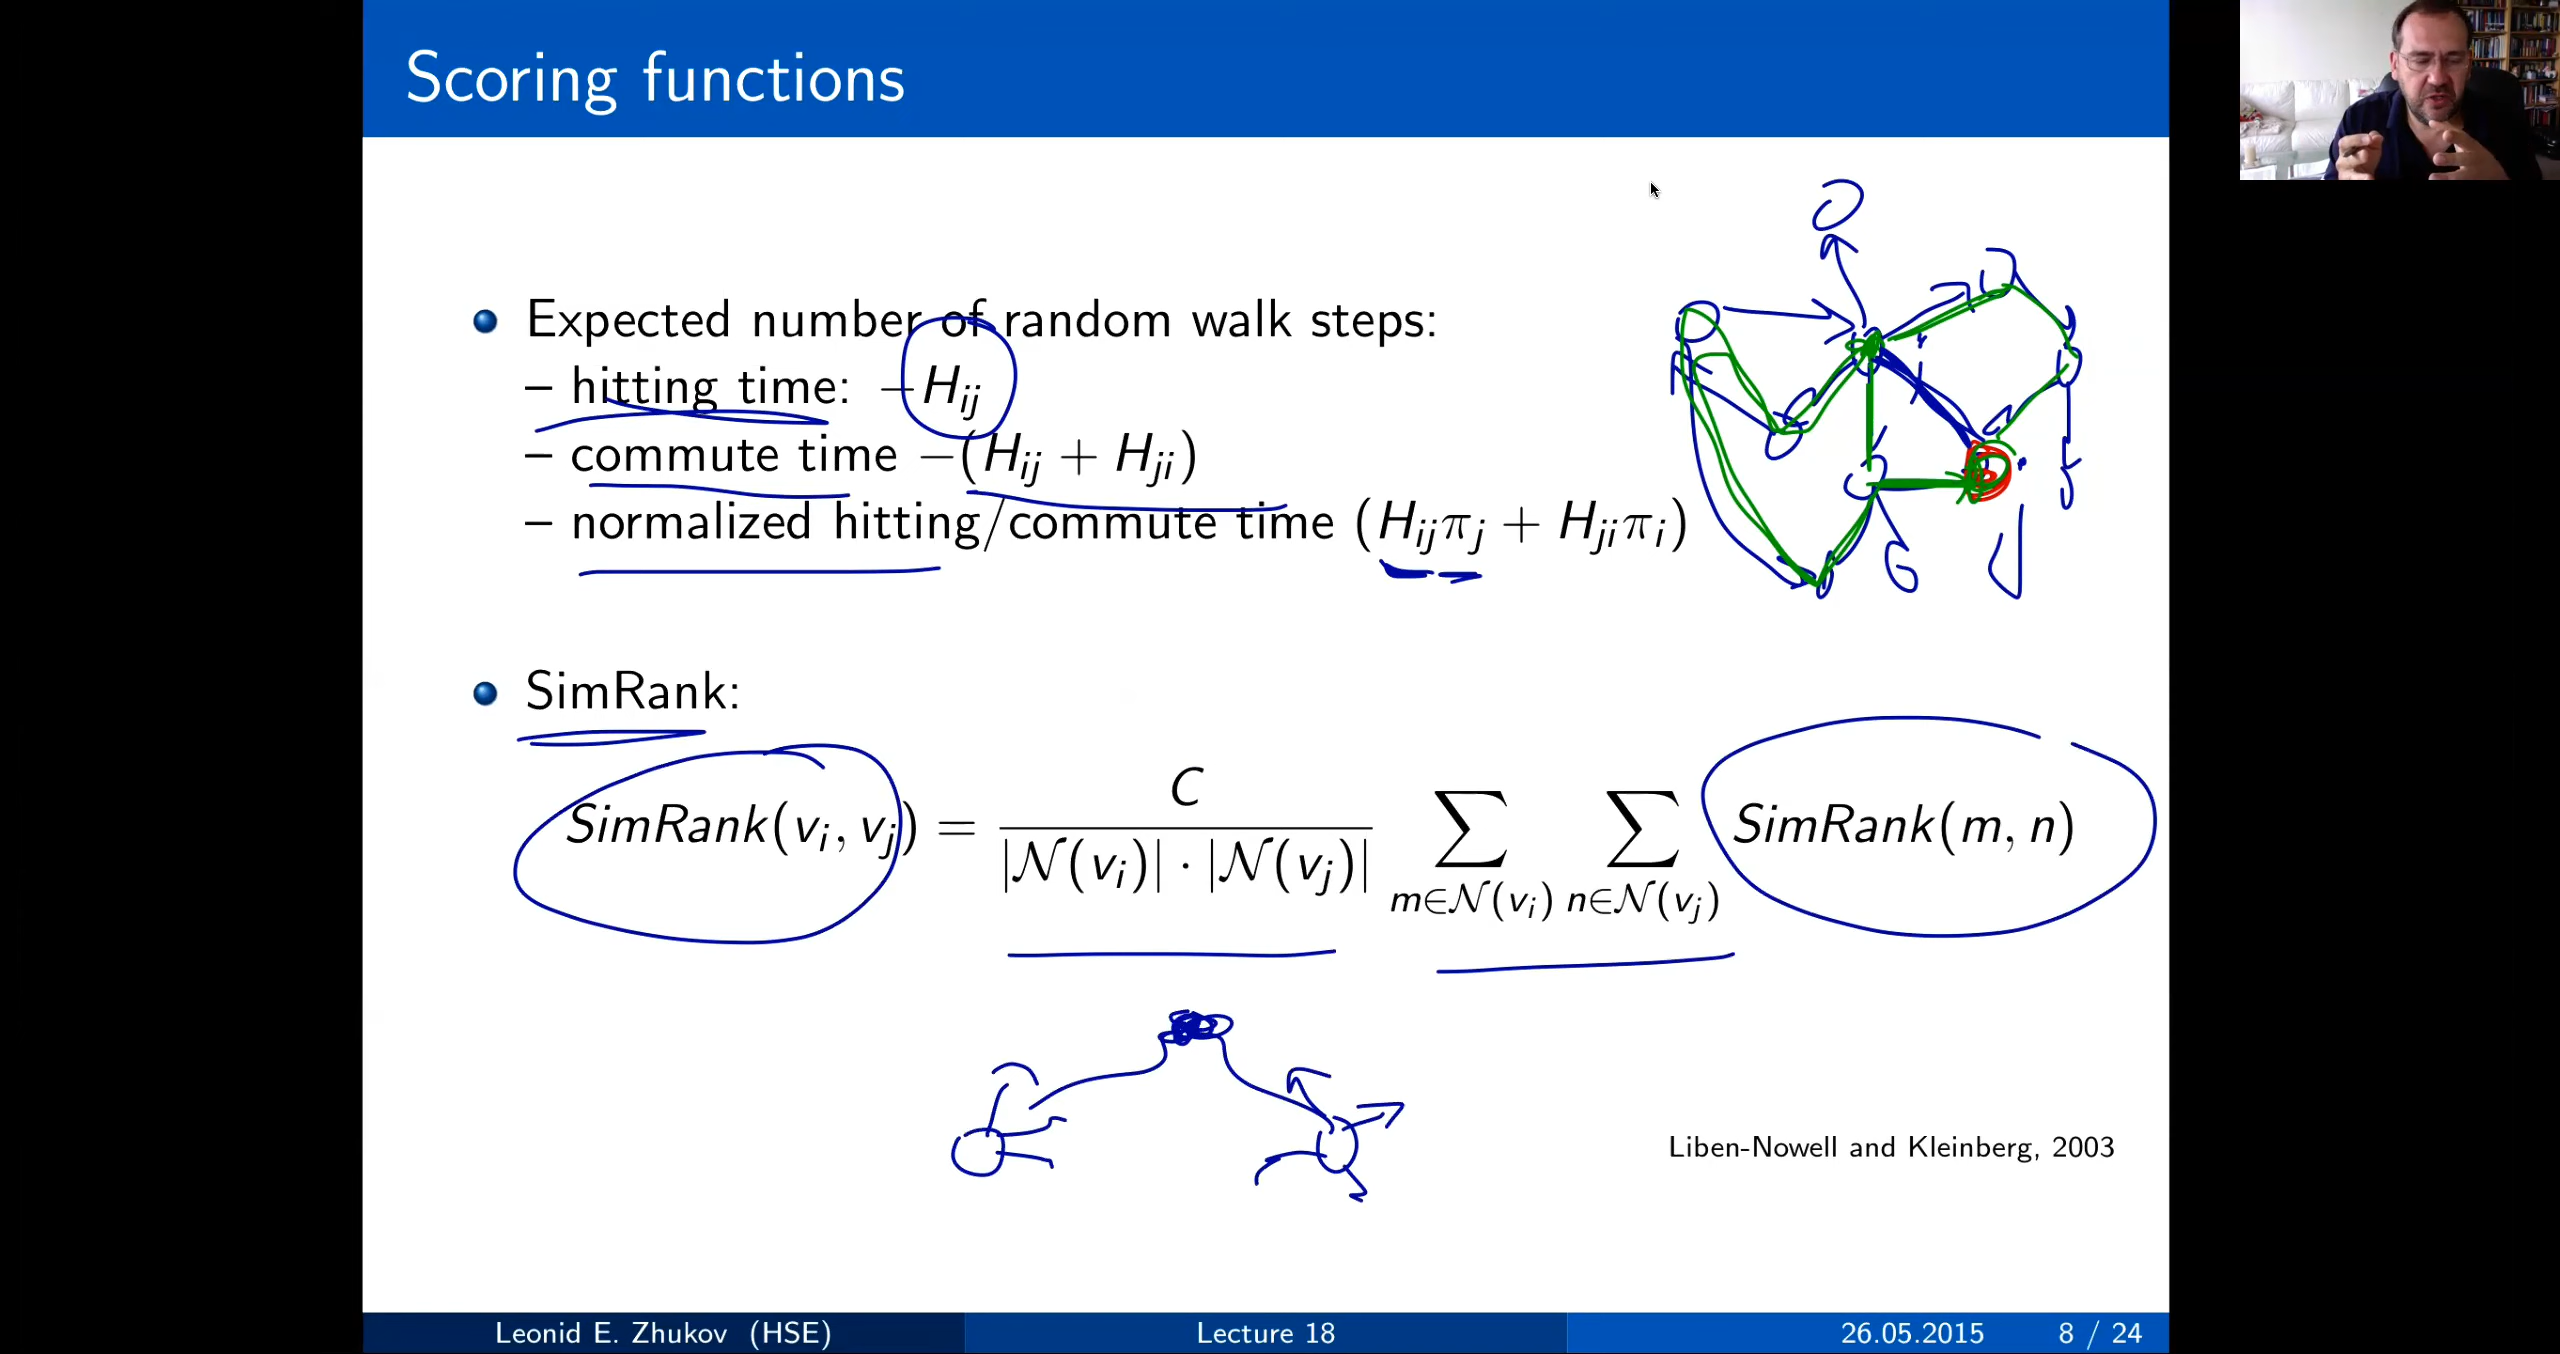 Scoring functions
Expected number of random walk steps:
– hitting time: −H_ij
– commute time −(H_ij + H_ji)
– normalized hitting/commute time (H_ij π_j + H_ji π_i)
SimRank:
SimRank(v_i, v_j) = C / (|𝒩(v_i)| · |𝒩(v_j)|) ∑_{m∈𝒩(v_i)} ∑_{n∈𝒩(v_j)} SimRank(m, n)
Liben-Nowell and Kleinberg, 2003
Leonid E. Zhukov (HSE) Lecture 18 26.05.2015 8 / 24